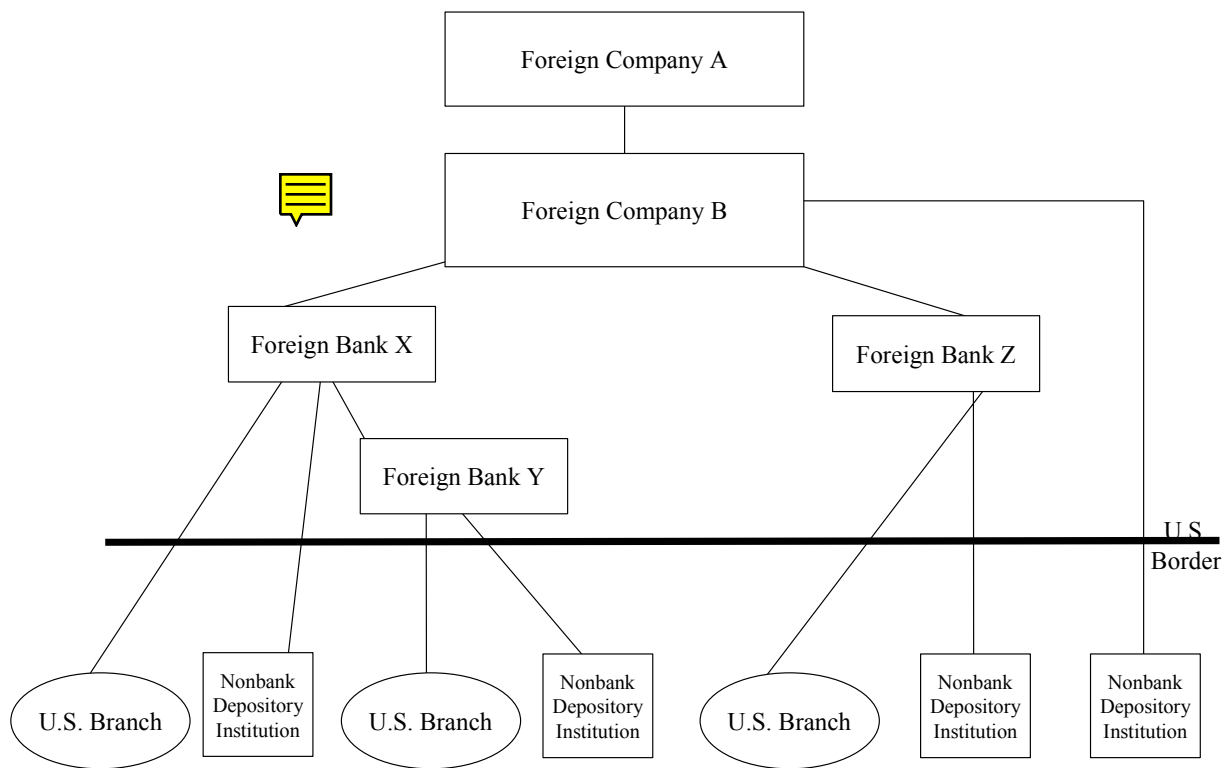 Foreign Company A
Foreign Company B
Foreign Bank X
Foreign Bank Z
Foreign Bank Y
U.S.
Border
U.S. Branch
Nonbank
Depository
Institution
U.S. Branch
Nonbank
Depository
Institution
U.S. Branch
Nonbank
Depository
Institution
Nonbank
Depository
Institution